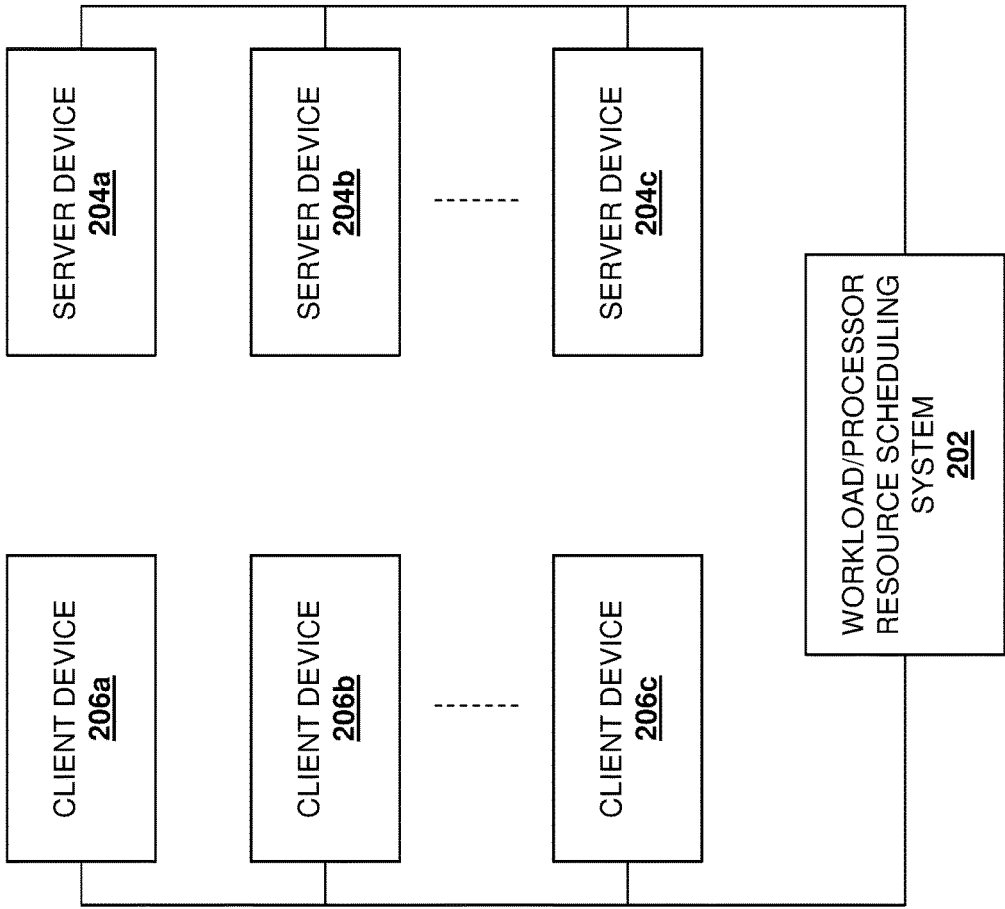 CLIENT DEVICE
206a
SERVER DEVICE
204a
CLIENT DEVICE
206b
SERVER DEVICE
204b
CLIENT DEVICE
206c
SERVER DEVICE
204c
WORKLOAD/PROCESSOR
RESOURCE SCHEDULING
SYSTEM
202